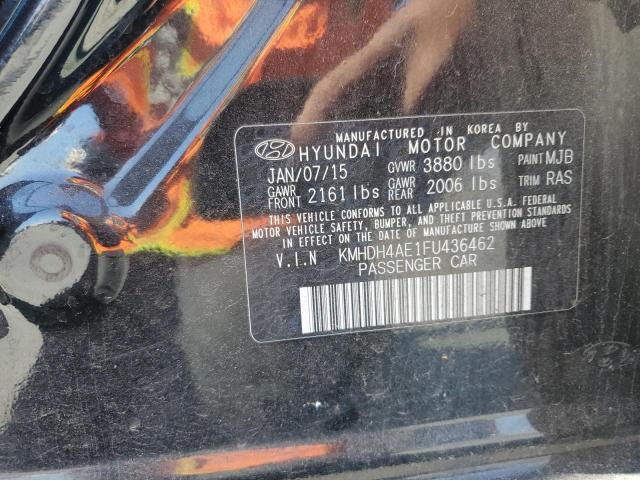 MANUFACTURED IN KOREA BY
HYUNDAI MOTOR COMPANY
JAN/07/15 GVWR 3880 lbs PAINT MJB
GAWR FRONT 2161 lbs GAWR REAR 2006 lbs TRIM RAS
THIS VEHICLE CONFORMS TO ALL APPLICABLE U.S.A. FEDERAL
MOTOR VEHICLE SAFETY, BUMPER, AND THEFT PREVENTION STANDARDS
IN EFFECT ON THE DATE OF MANUFACTURE SHOWN ABOVE.
V.I.N KMHDH4AE1FU436462
PASSENGER CAR